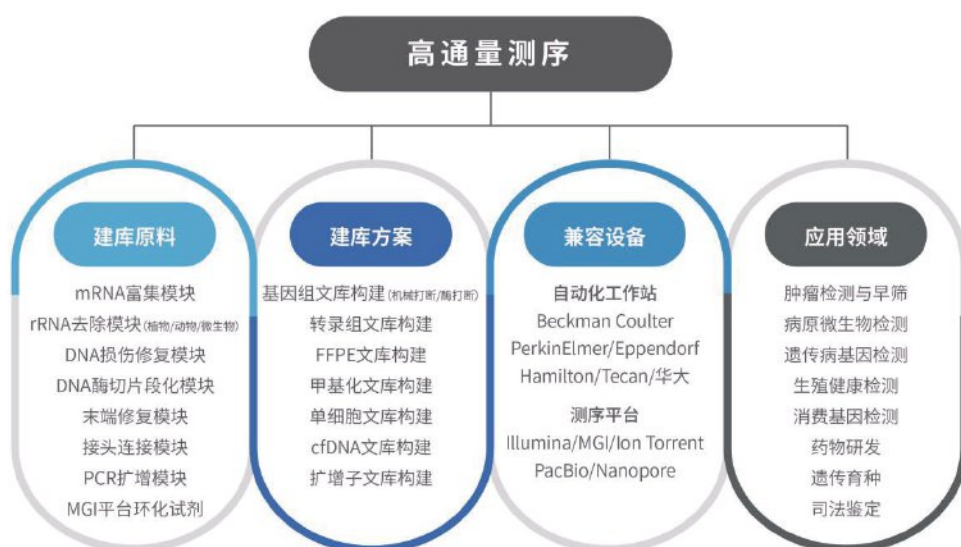 高通量测序
建库原料
mRNA富集模块
rRNA去除模块(植物/动物/微生物)
DNA损伤修复模块
DNA酶切片段化模块
末端修复模块
接头连接模块
PCR扩增模块
MGI平台环化试剂
建库方案
基因组文库构建(机械打断/酶打断)
转录组文库构建
FFPE文库构建
甲基化文库构建
单细胞文库构建
cfDNA文库构建
扩增子文库构建
兼容设备
自动化工作站
Beckman Coulter
PerkinElmer/Eppendorf
Hamilton/Tecan/华大
测序平台
Illumina/MGI/Ion Torrent
PacBio/Nanopore
应用领域
肿瘤检测与早筛
病原微生物检测
遗传病基因检测
生殖健康检测
消费基因检测
药物研发
遗传育种
司法鉴定